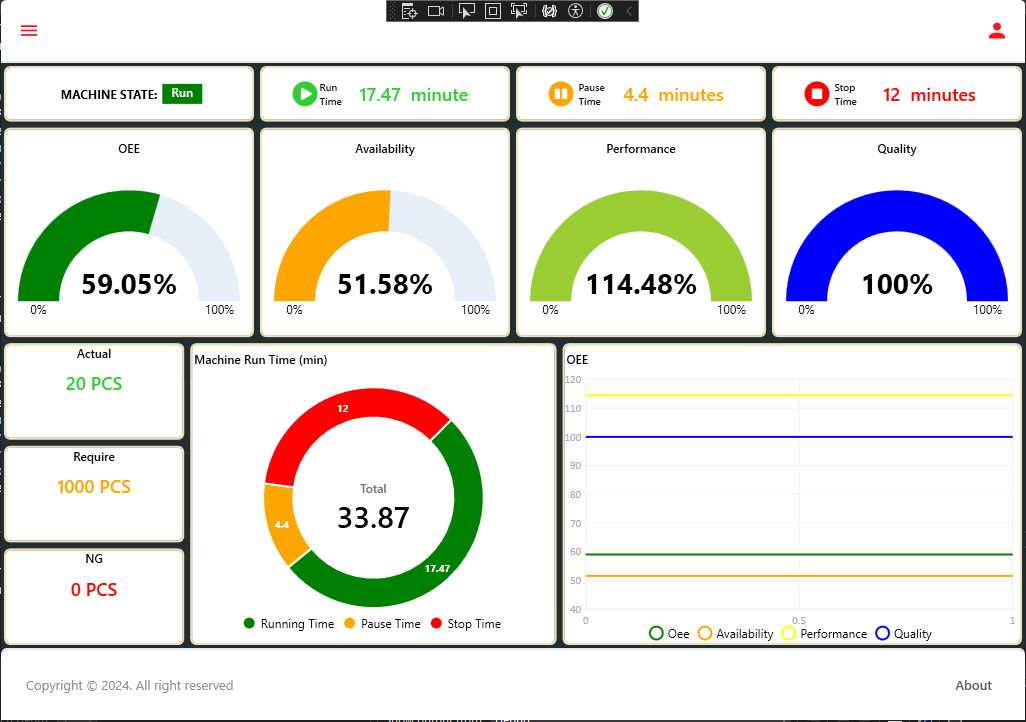 MACHINE STATE: Run
Run Time 17.47 minute
Pause Time 4.4 minutes
Stop Time 12 minutes
OEE
59.05%
0% 100%
Availability
51.58%
0% 100%
Performance
114.48%
0% 100%
Quality
100%
0% 100%
Actual
20 PCS
Require
1000 PCS
NG
0 PCS
Machine Run Time (min)
12
4.4
17.47
Total
33.87
Running Time Pause Time Stop Time
OEE
120
110
100
90
80
70
60
50
40
0 0.5 1
Oee Availability Performance Quality
Copyright © 2024. All right reserved
About